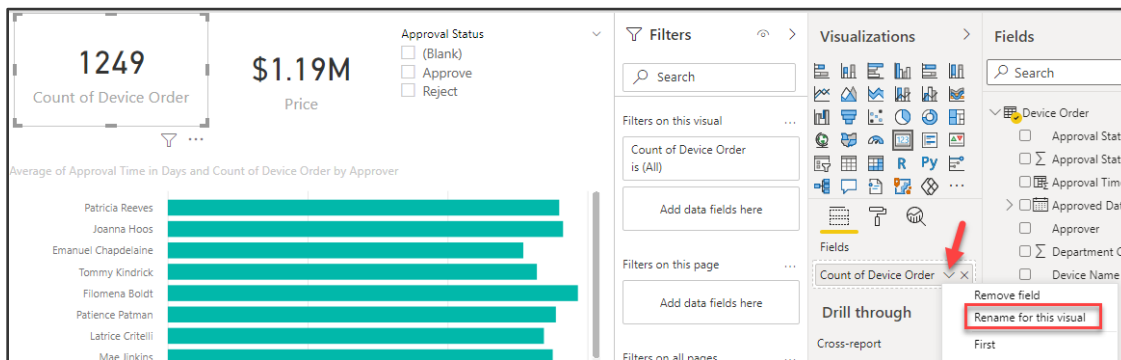 1249
Count of Device Order
$1.19M
Price
Approval Status
(Blank)
Approve
Reject
Average of Approval Time in Days and Count of Device Order by Approver
Patricia Reeves
Joanna Hoos
Emanuel Chapdelaine
Tommy Kindrick
Filomena Boldt
Patience Patman
Latrice Critelli
Mae Jinkins
Filters
Search
Filters on this visual
...
Count of Device Order
is (All)
Add data fields here
Filters on this page
...
Add data fields here
Filters on all pages
Visualizations
123
R
Py
...
Fields
Count of Device Order
Drill through
Cross-report
Remove field
Rename for this visual
First
Fields
Search
Device Order
Approval Stat
Approval Stat
Approval Time
Approved Dat
Approver
Department C
Device Name